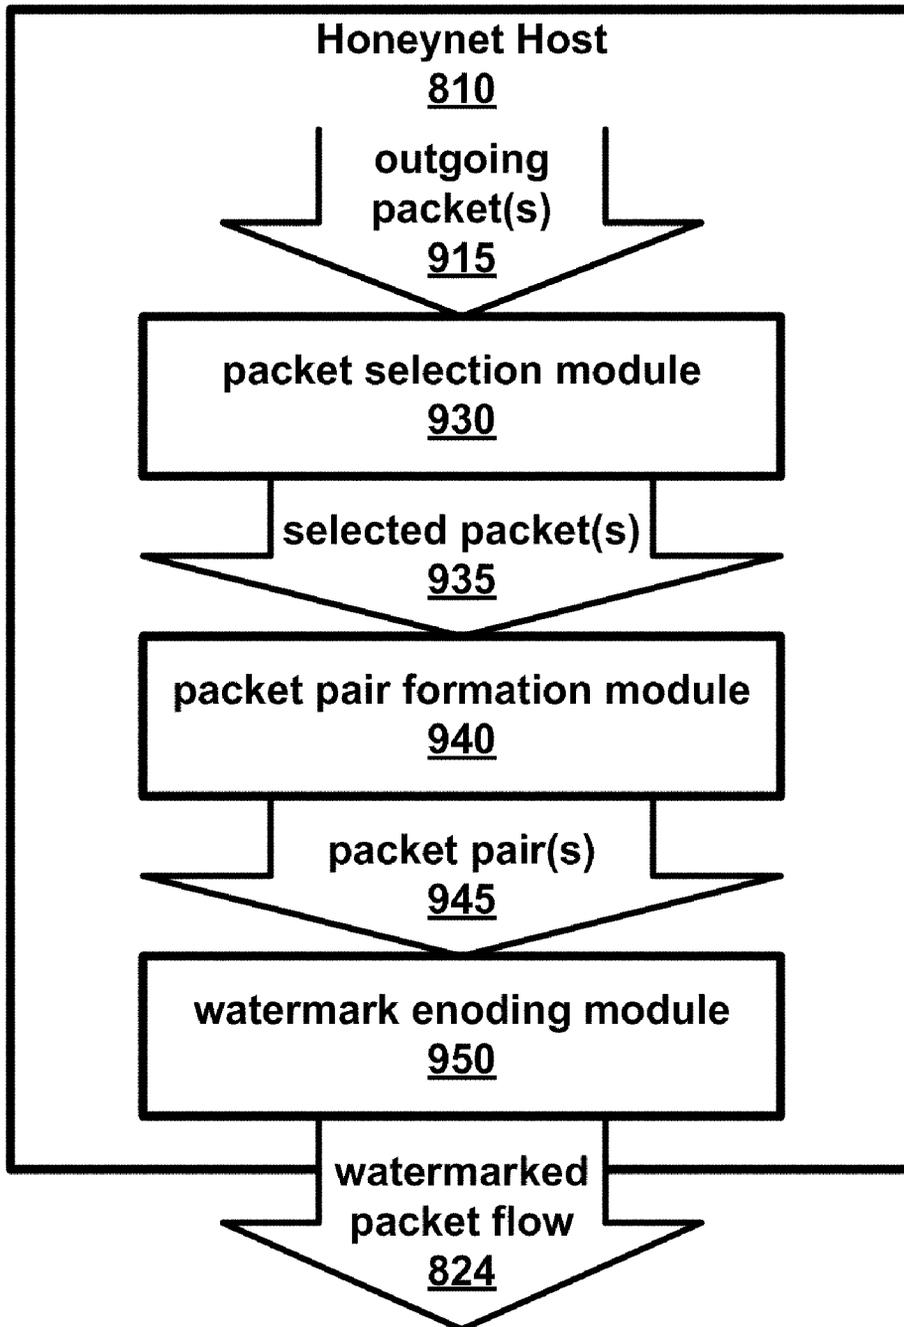 Honeynet Host
810
outgoing
packet(s)
915
packet selection module
930
selected packet(s)
935
packet pair formation module
940
packet pair(s)
945
watermark enoding module
950
watermarked
packet flow
824